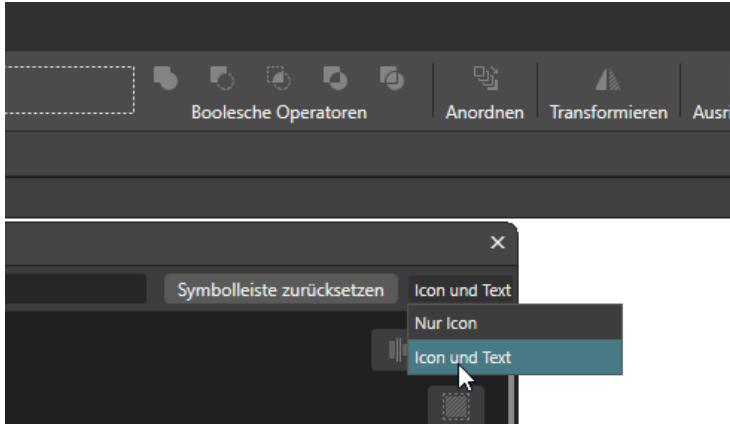 Boolesche Operatoren
Anordnen
Transformieren
Symbolleiste zurücksetzen
Icon und Text
Nur Icon
Icon und Text